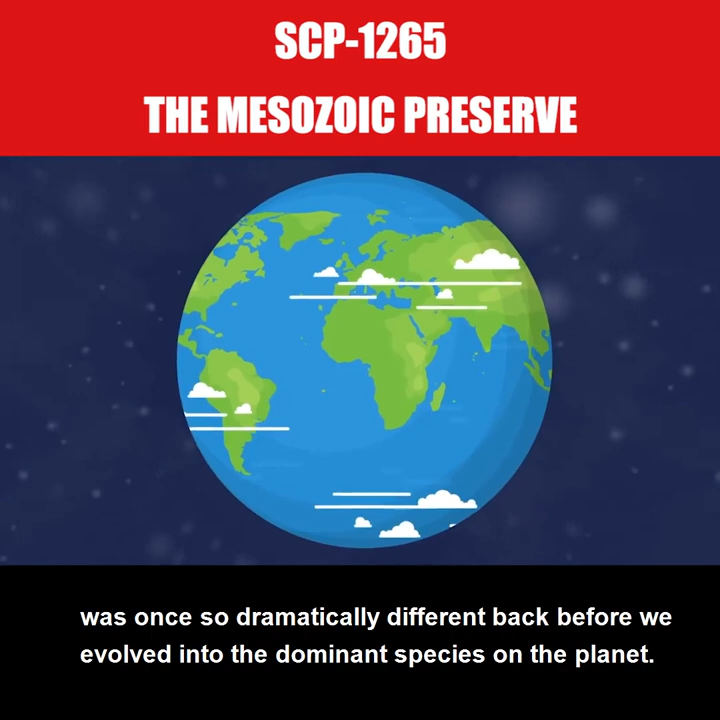 SCP-1265
THE MESOZOIC PRESERVE
was once so dramatically different back before we
evolved into the dominant species on the planet.